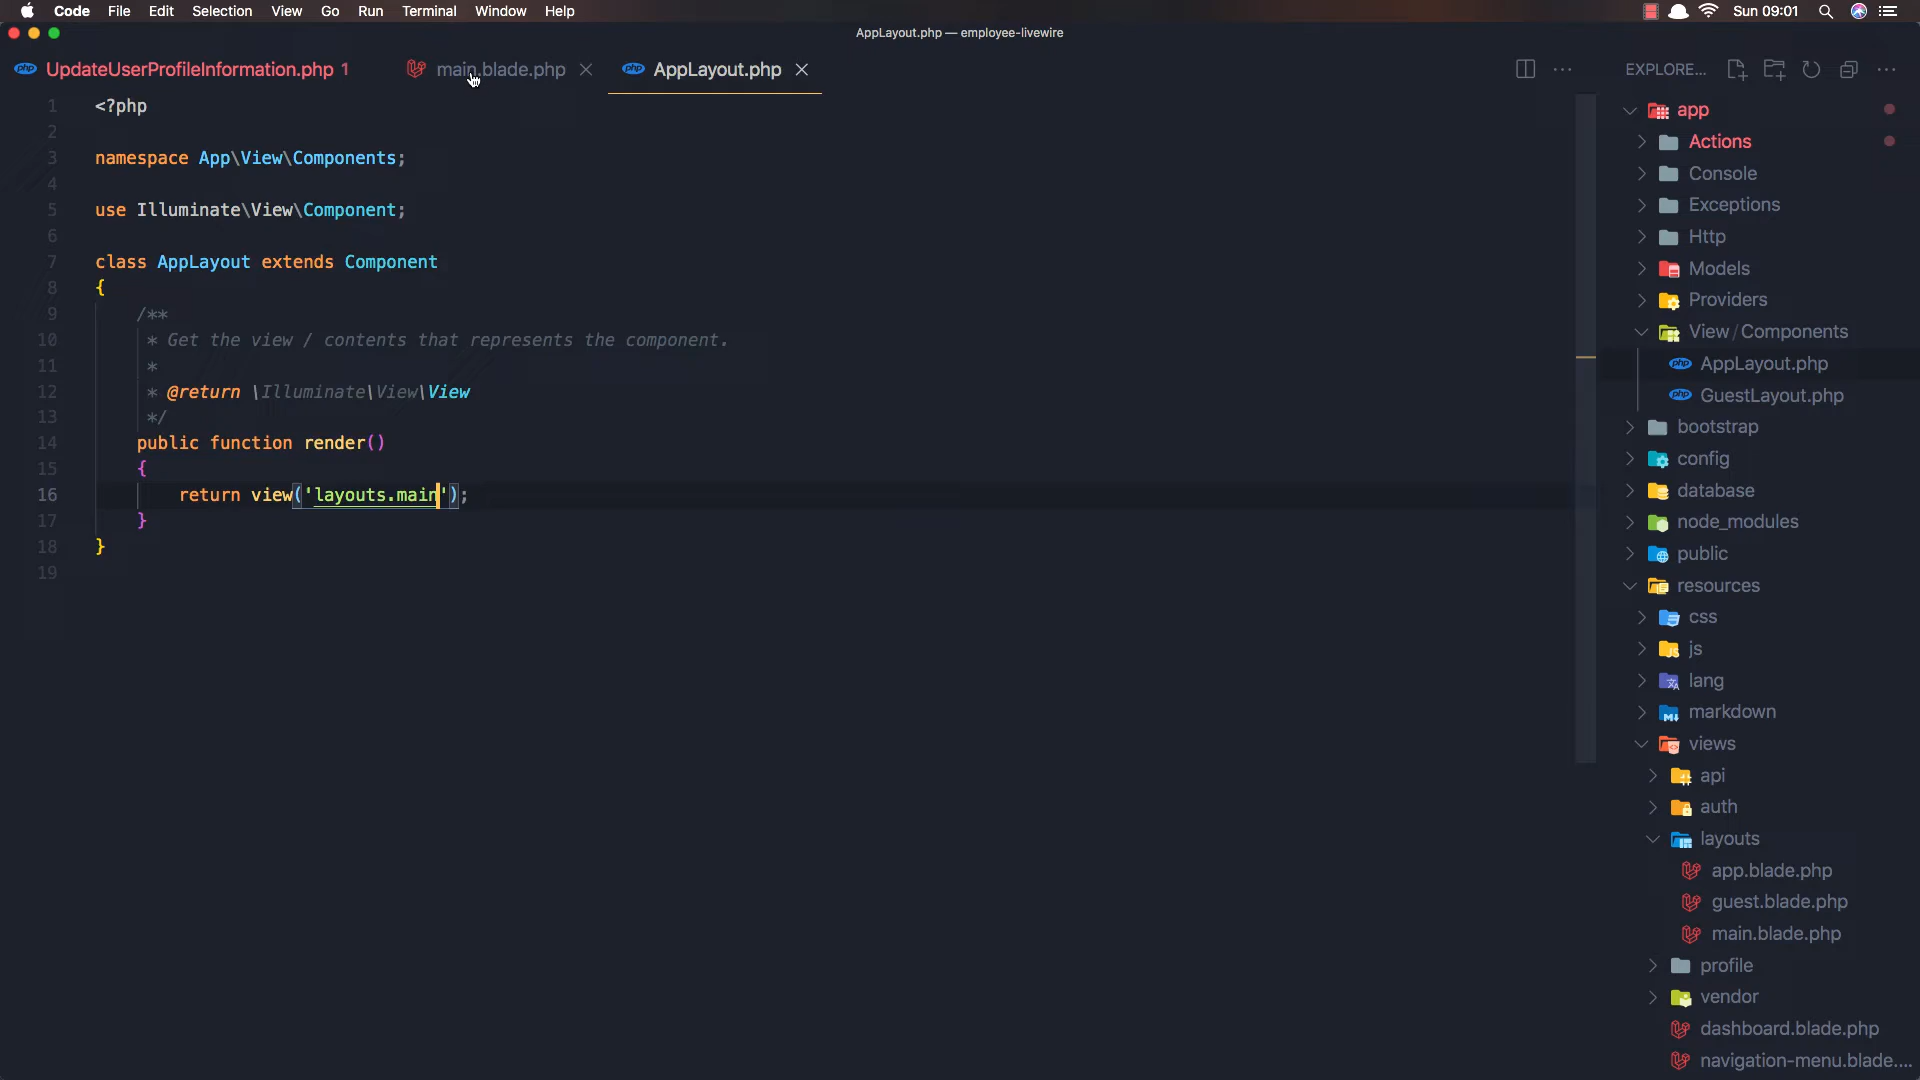 Code File Edit Selection View Go Run Terminal Window Help Sun 09:01
AppLayout.php — employee-livewire
php UpdateUserProfileInformation.php 1 main.blade.php php AppLayout.php EXPLORE...
1 <?php
2
3 namespace App\View\Components;
4
5 use Illuminate\View\Component;
6
7 class AppLayout extends Component
8 {
9 /**
10 * Get the view / contents that represents the component.
11 *
12 * @return \Illuminate\View\View
13 */
14 public function render()
15 {
16 return view('layouts.main');
17 }
18 }
19
app
Actions
Console
Exceptions
Http
Models
Providers
View / Components
php AppLayout.php
php GuestLayout.php
bootstrap
config
database
node_modules
public
resources
css
js
lang
markdown
views
api
auth
layouts
app.blade.php
guest.blade.php
main.blade.php
profile
vendor
dashboard.blade.php
navigation-menu.blade....